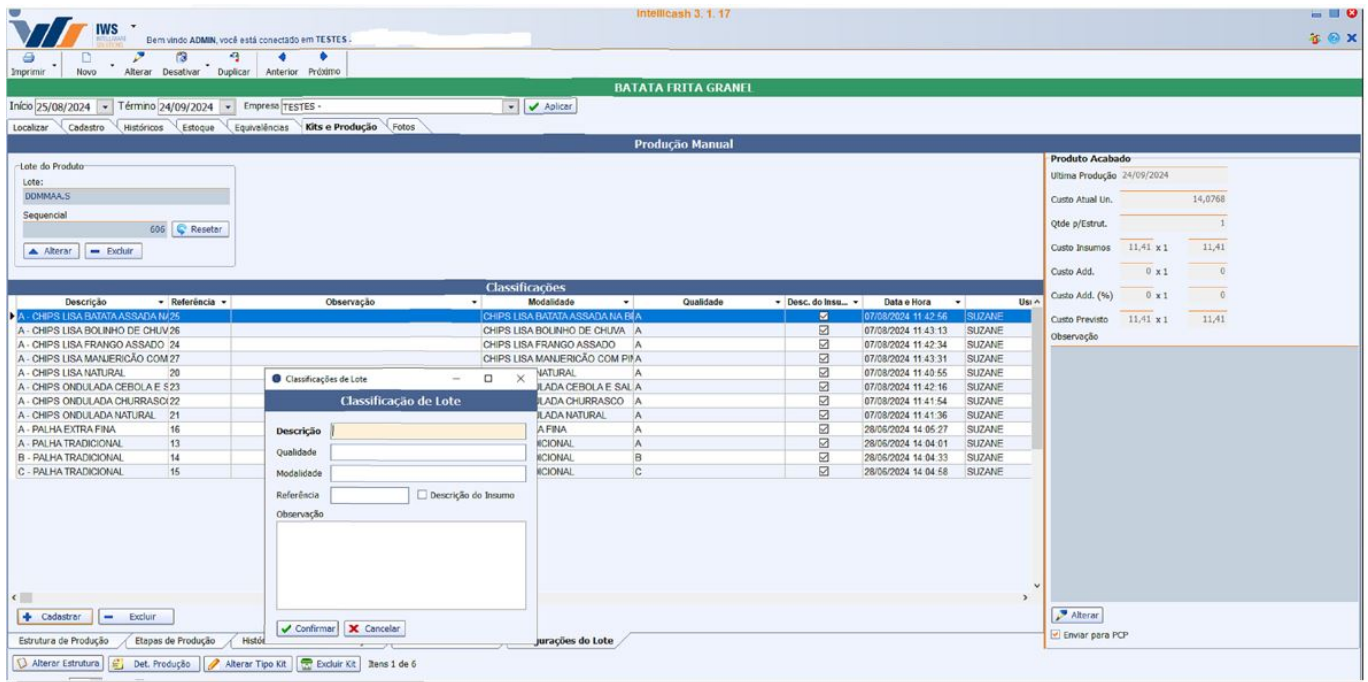 Intellicash 3. 1. 17
IWS
Bem vindo ADMIN, você está conectado em TESTES -
Imprimir Novo Alterar Desativar Duplicar Anterior Próximo
BATATA FRITA GRANEL
Início 25/08/2024 Término 24/09/2024 Empresa TESTES - Aplicar
Localizar Cadastro Históricos Estoque Equivalências Kits e Produção Fotos
Produção Manual
Lote do Produto
Lote:
DDMMAA.S
Sequencial
606 Resetar
Alterar Excluir
Produto Acabado
Ultima Produção 24/09/2024
Custo Atual Un. 14,0768
Qtde p/Estrut. 1
Custo Insumos 11,41 x 1 11,41
Custo Add. 0 x 1 0
Custo Add. (%) 0 x 1 0
Custo Previsto 11,41 x 1 11,41
Observação
Alterar
Enviar para PCP
Classificações
Descrição Referência Observação Modalidade Qualidade Desc. do Insu... Data e Hora Usu
A - CHIPS LISA BATATA ASSADA NA 25 CHIPS LISA BATATA ASSADA NA B A 07/08/2024 11:42:56 SUZANE
A - CHIPS LISA BOLINHO DE CHUV 26 CHIPS LISA BOLINHO DE CHUVA A 07/08/2024 11:43:13 SUZANE
A - CHIPS LISA FRANGO ASSADO 24 CHIPS LISA FRANGO ASSADO A 07/08/2024 11:42:34 SUZANE
A - CHIPS LISA MANJERICÃO COM 27 CHIPS LISA MANJERICÃO COM PIM A 07/08/2024 11:43:31 SUZANE
A - CHIPS LISA NATURAL 20 NATURAL A 07/08/2024 11:40:55 SUZANE
A - CHIPS ONDULADA CEBOLA E S 23 ULADA CEBOLA E SAL A 07/08/2024 11:42:16 SUZANE
A - CHIPS ONDULADA CHURRASC 22 ULADA CHURRASCO A 07/08/2024 11:41:54 SUZANE
A - CHIPS ONDULADA NATURAL 21 ULADA NATURAL A 07/08/2024 11:41:36 SUZANE
A - PALHA EXTRA FINA 16 A FINA A 28/06/2024 14:05:27 SUZANE
A - PALHA TRADICIONAL 13 ICIONAL A 28/06/2024 14:04:01 SUZANE
B - PALHA TRADICIONAL 14 ICIONAL B 28/06/2024 14:04:33 SUZANE
C - PALHA TRADICIONAL 15 ICIONAL C 28/06/2024 14:04:58 SUZANE
Classificações de Lote
Classificação de Lote
Descrição
Qualidade
Modalidade
Referência Descrição do Insumo
Observação
Confirmar Cancelar
Cadastrar Excluir
Estrutura de Produção Etapas de Produção Histó gurações do Lote
Alterar Estrutura Det. Produção Alterar Tipo Kit Excluir Kit Itens 1 de 6